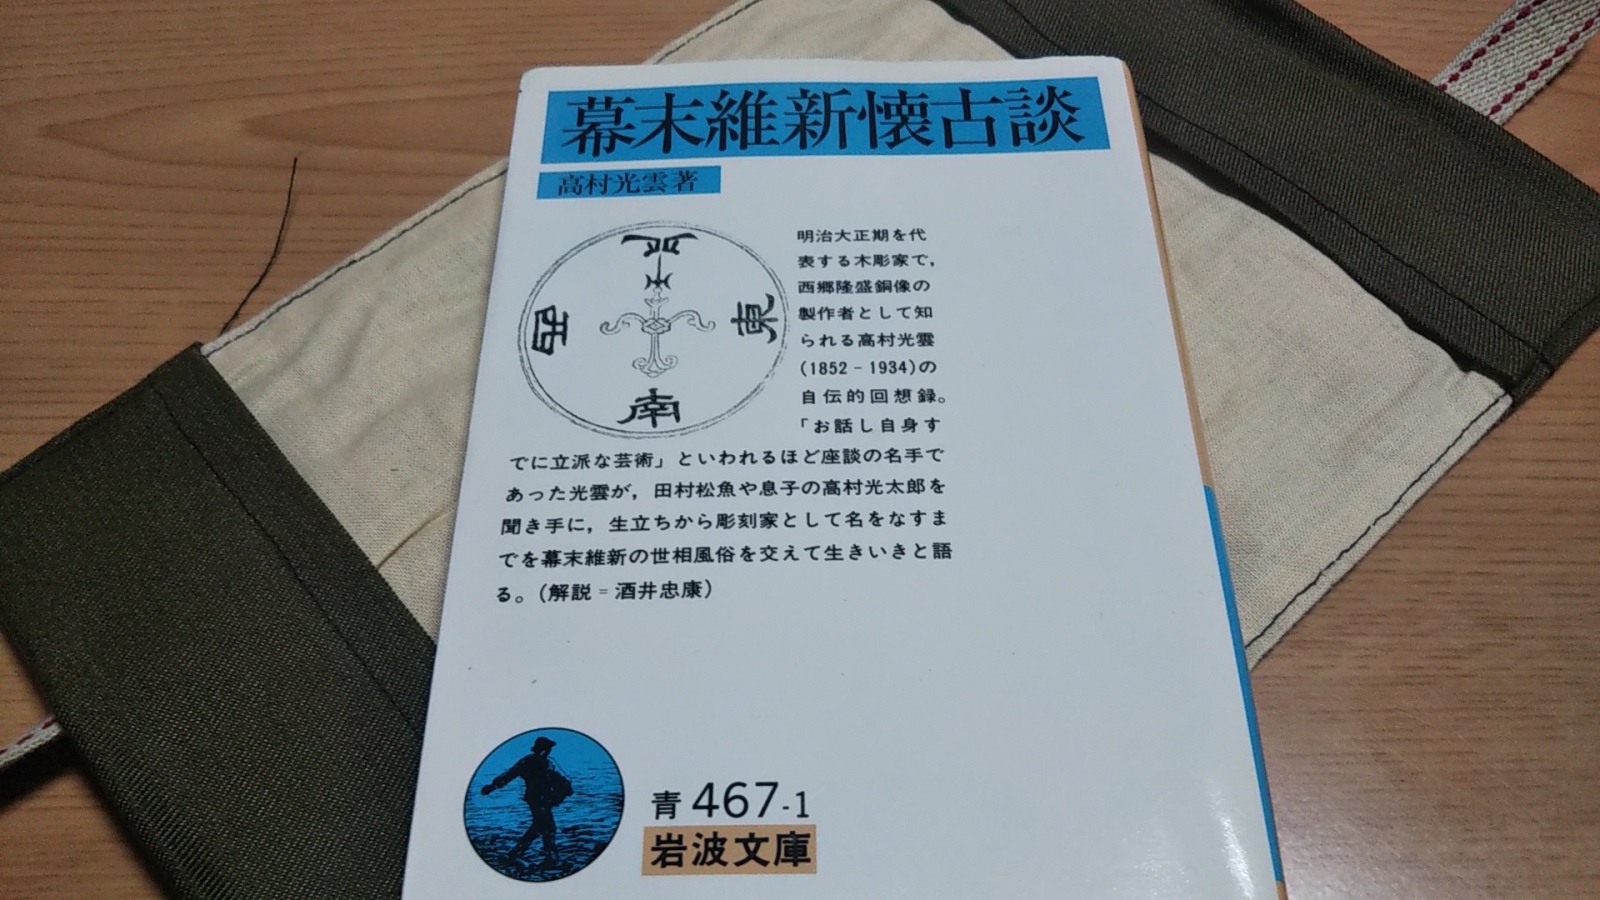 幕末維新懐古談
高村光雲著
北
西
東
南
明治大正期を代
表する木彫家で，
西郷隆盛銅像の
製作者として知
られる高村光雲
(1852－1934)の
自伝的回想録。
「お話し自身す
でに立派な芸術」といわれるほど座談の名手で
あった光雲が，田村松魚や息子の高村光太郎を
聞き手に，生立ちから彫刻家として名をなすま
でを幕末維新の世相風俗を交えて生きいきと語
る。(解説＝酒井忠康)
青 467-1
岩波文庫